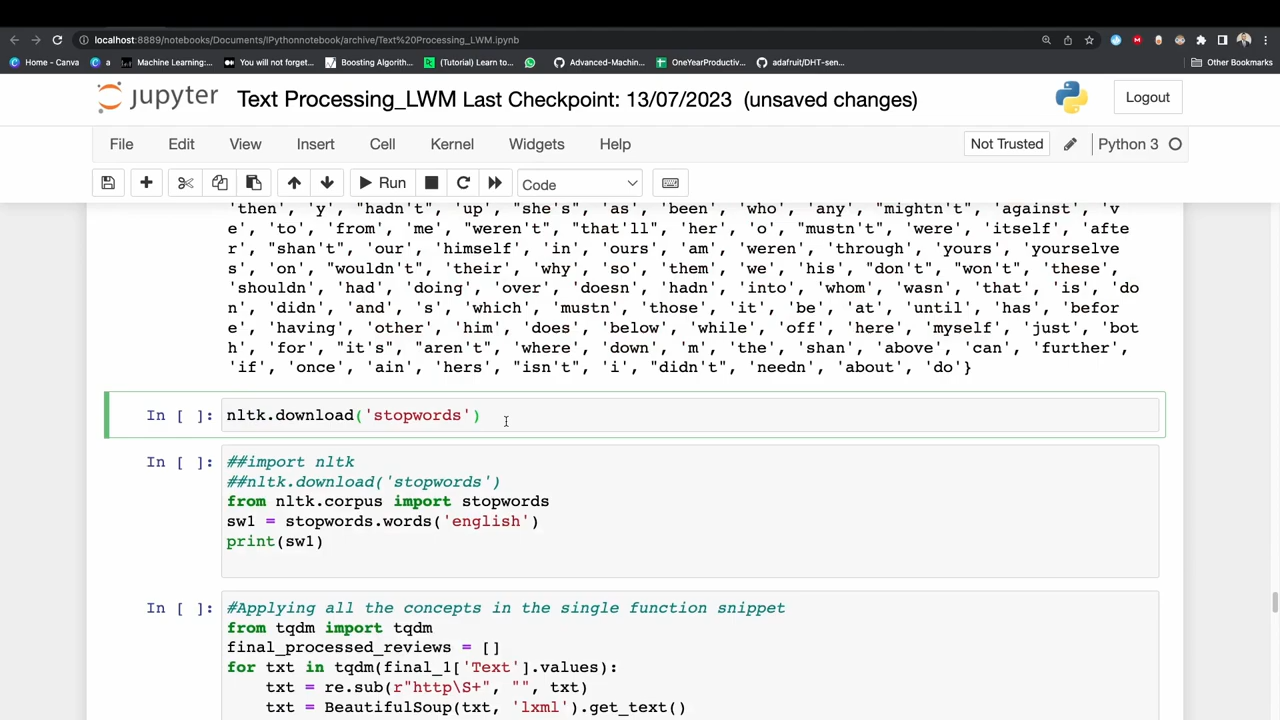 localhost:8889/notebooks/Documents/IPythonnotebook/archive/Text%20Processing_LWM.ipynb
Home - Canva a Machine Learning:... You will not forget... Boosting Algorith... (Tutorial) Learn to... Advanced-Machin... OneYearProductiv... adafruit/DHT-sen... Other Bookmarks
jupyter Text Processing_LWM Last Checkpoint: 13/07/2023 (unsaved changes) Logout
File Edit View Insert Cell Kernel Widgets Help Not Trusted Python 3
Run Code
'then', 'y', "hadn't", 'up', "she's", 'as', 'been', 'who', 'any', "mightn't", 'against', 'v
e', 'to', 'from', 'me', "weren't", "that'll", 'her', 'o', "mustn't", 'were', 'itself', 'afte
r', "shan't", 'our', 'himself', 'in', 'ours', 'am', 'weren', 'through', 'yours', 'yourselve
s', 'on', "wouldn't", 'their', 'why', 'so', 'them', 'we', 'his', "don't", "won't", 'these',
'shouldn', 'had', 'doing', 'over', 'doesn', 'hadn', 'into', 'whom', 'wasn', 'that', 'is', 'do
n', 'didn', 'and', 's', 'which', 'mustn', 'those', 'it', 'be', 'at', 'until', 'has', 'befor
e', 'having', 'other', 'him', 'does', 'below', 'while', 'off', 'here', 'myself', 'just', 'bot
h', 'for', "it's", "aren't", 'where', 'down', 'm', 'the', 'shan', 'above', 'can', 'further',
'if', 'once', 'ain', 'hers', "isn't", 'i', "didn't", 'needn', 'about', 'do'}
In [ ]: nltk.download('stopwords')
In [ ]: ##import nltk
##nltk.download('stopwords')
from nltk.corpus import stopwords
sw1 = stopwords.words('english')
print(sw1)
In [ ]: #Applying all the concepts in the single function snippet
from tqdm import tqdm
final_processed_reviews = []
for txt in tqdm(final_1['Text'].values):
txt = re.sub(r"http\S+", "", txt)
txt = BeautifulSoup(txt, 'lxml').get_text()